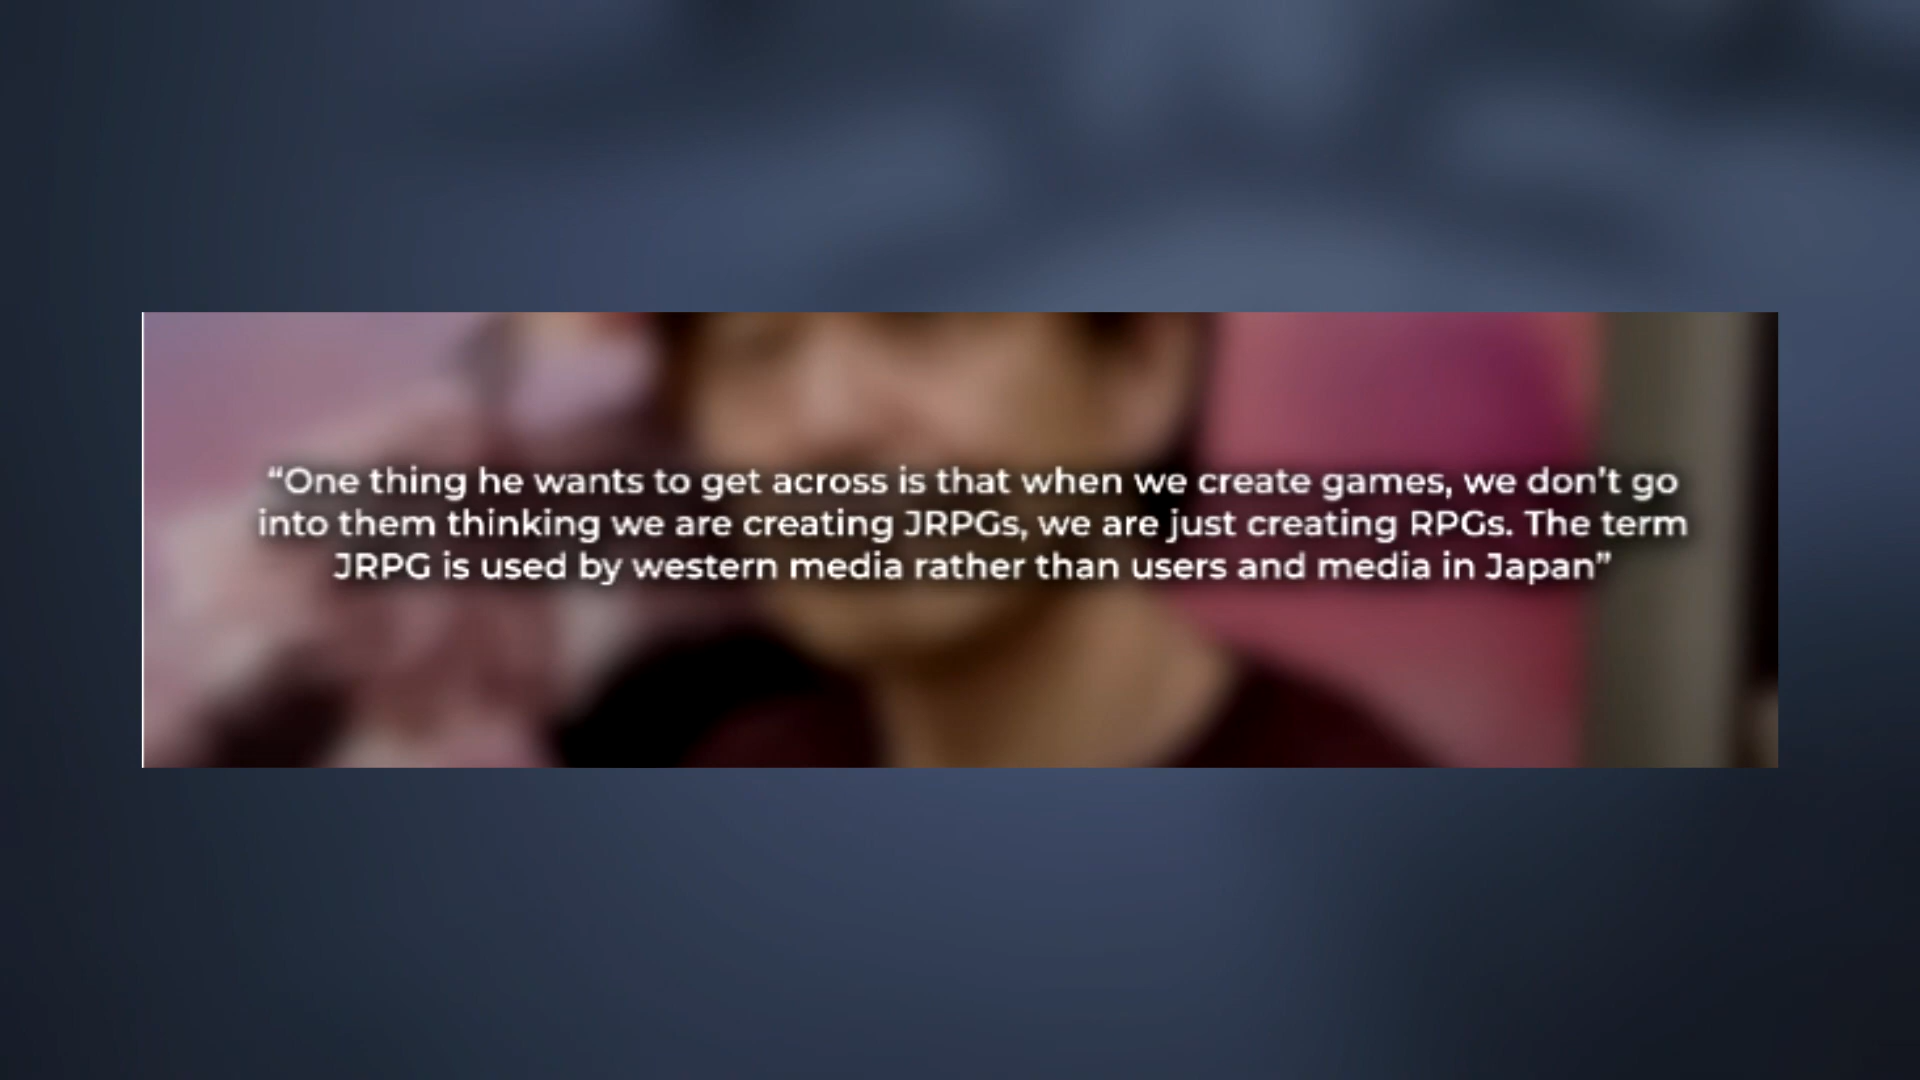 “One thing he wants to get across is that when we create games, we don’t go
into them thinking we are creating JRPGs, we are just creating RPGs. The term
JRPG is used by western media rather than users and media in Japan”